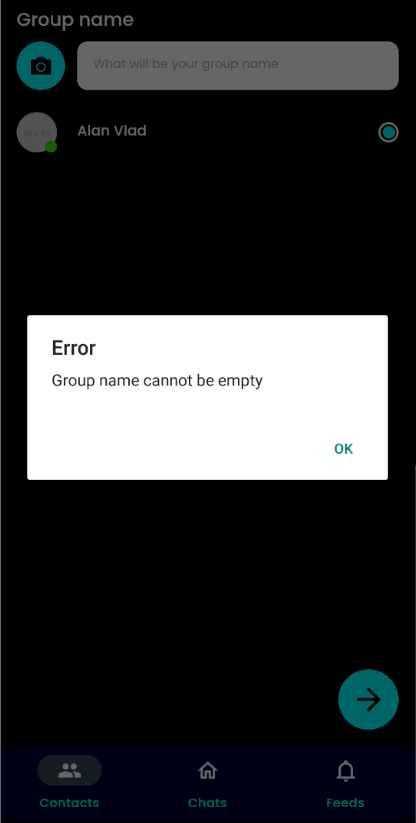 Group name
What will be your group name
Alan Vlad
Error
Group name cannot be empty
OK
Contacts
Chats
Feeds